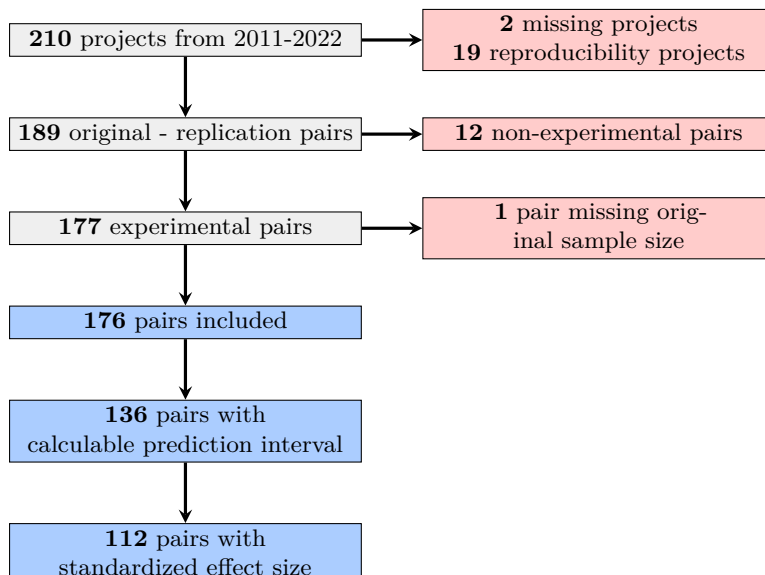 210 projects from 2011-2022
2 missing projects
19 reproducibility projects
189 original - replication pairs
12 non-experimental pairs
177 experimental pairs
1 pair missing orig-
inal sample size
176 pairs included
136 pairs with
calculable prediction interval
112 pairs with
standardized effect size